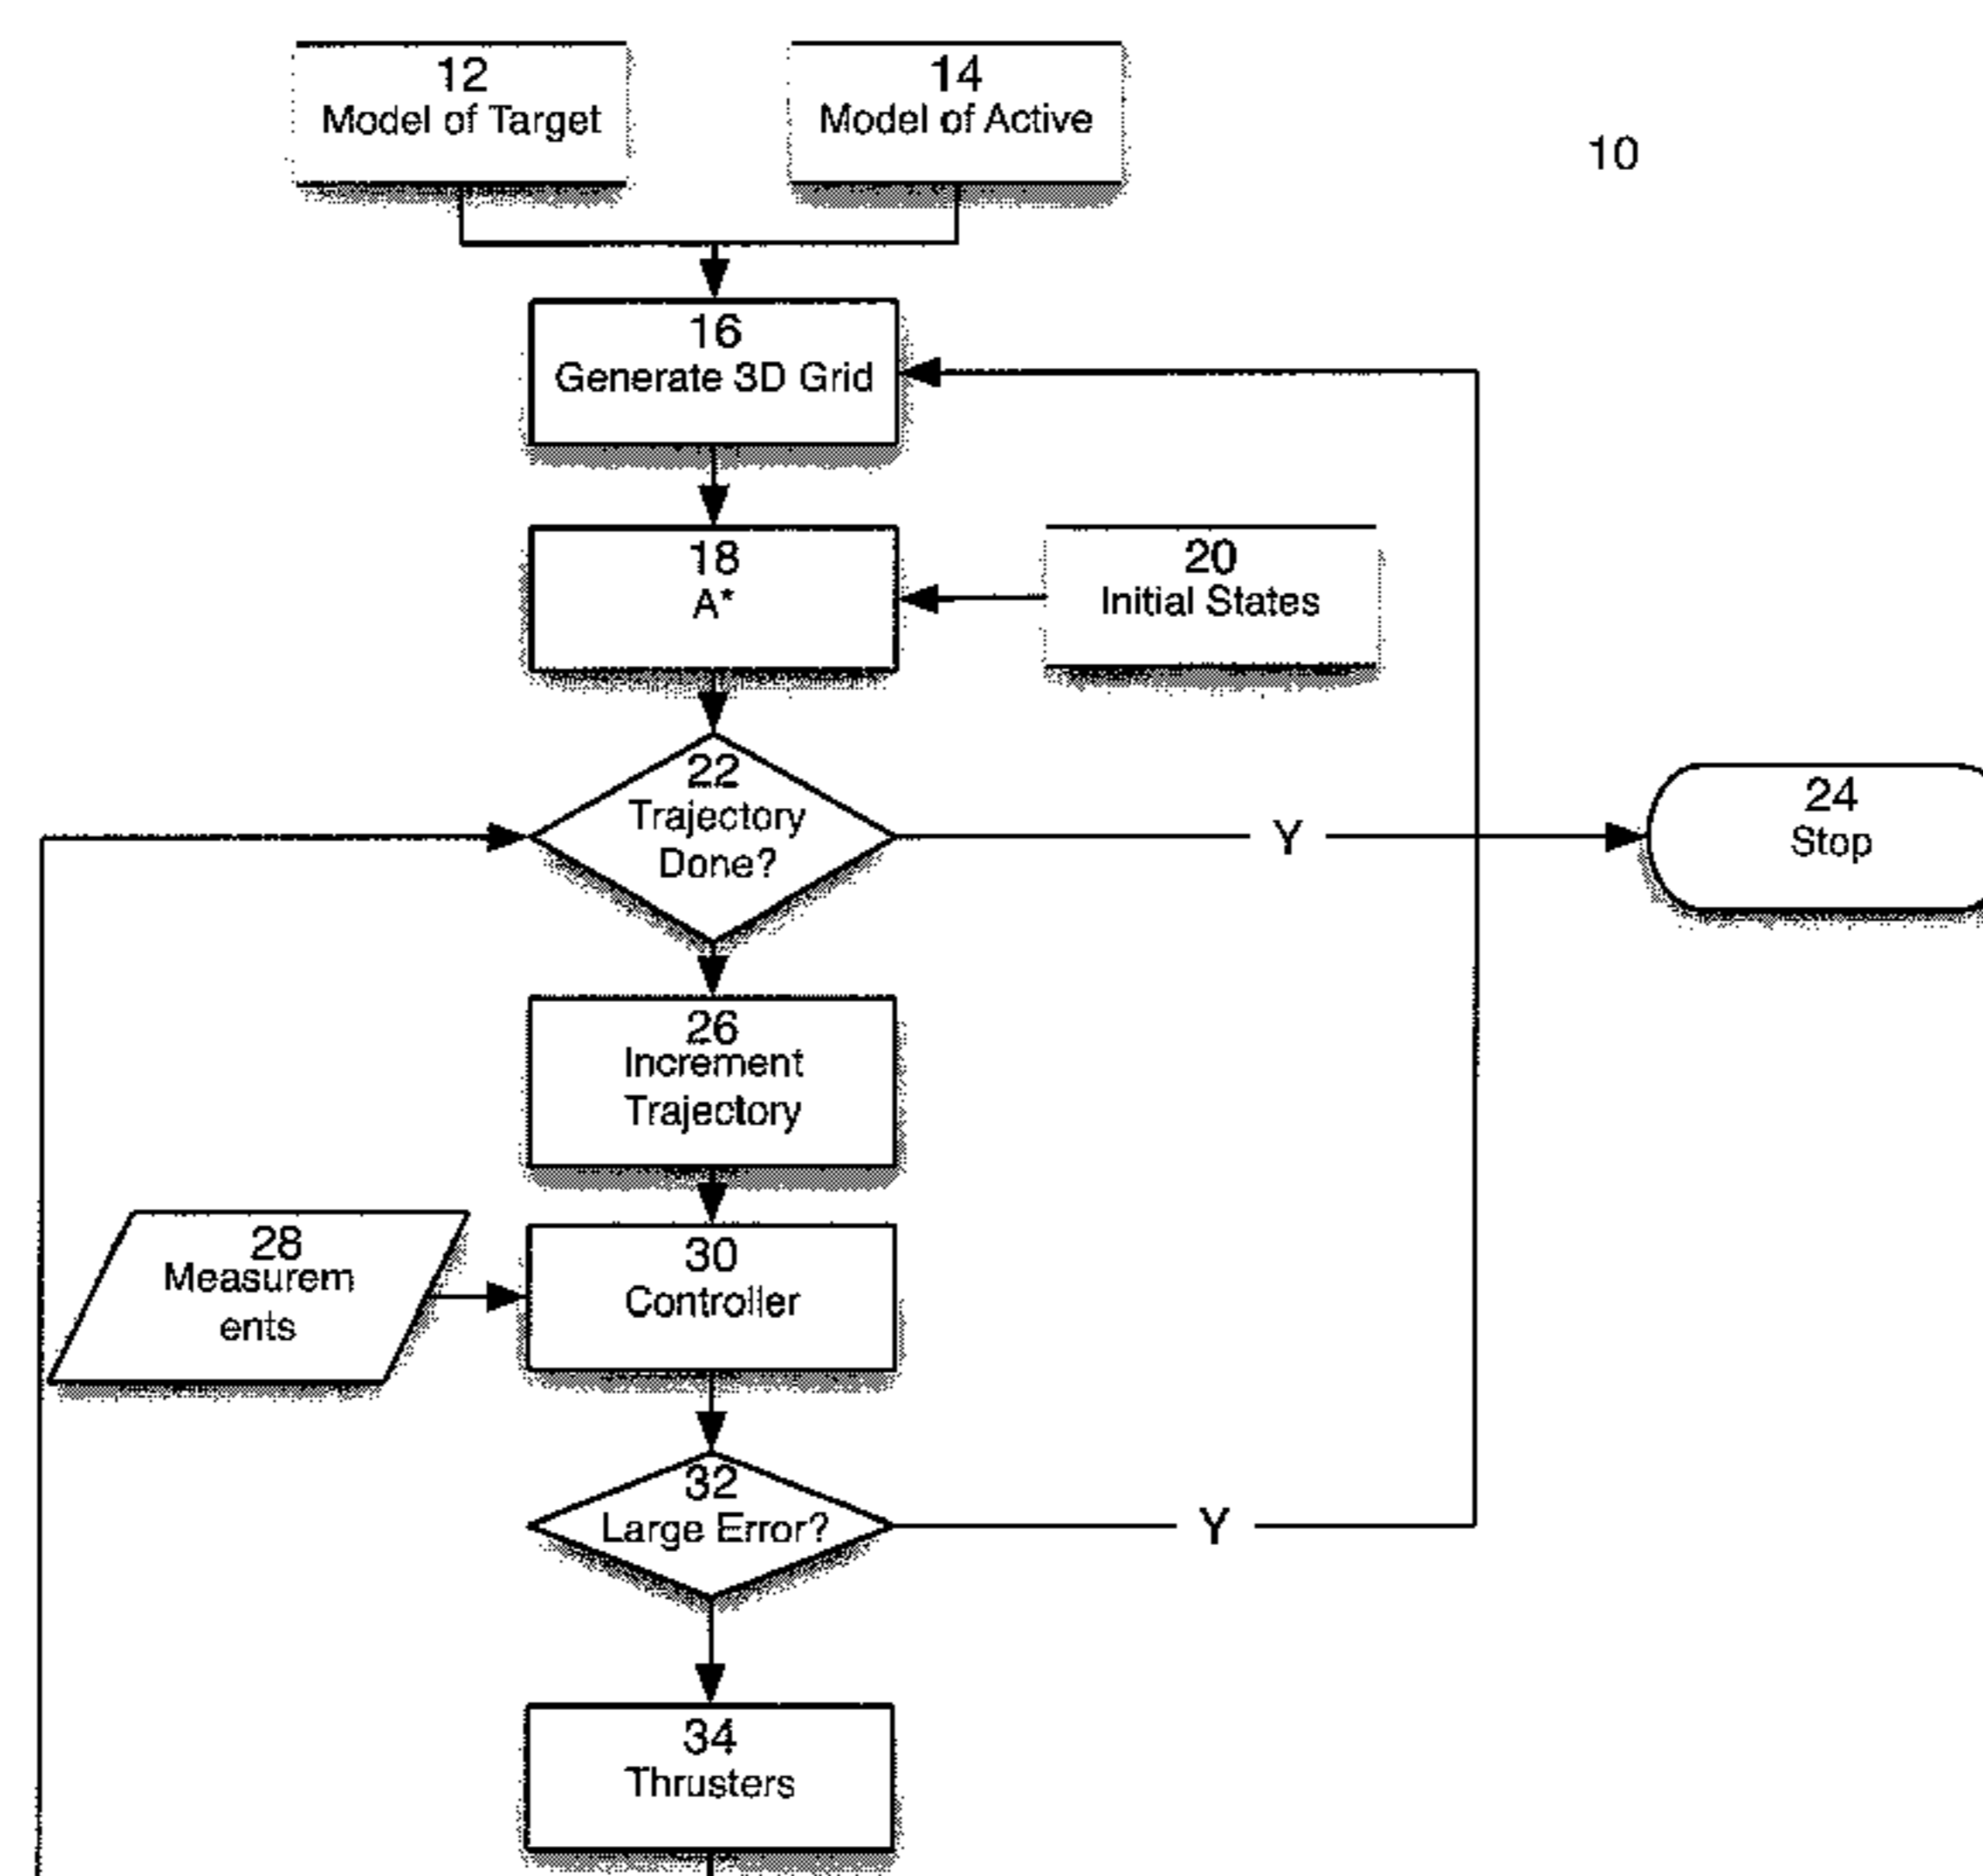 12
Model of Target
14
Model of Active
10
16
Generate 3D Grid
18
A*
20
Initial States
22
Trajectory
Done?
Y
24
Stop
26
Increment
Trajectory
28
Measurem
ents
30
Controller
32
Large Error?
Y
34
Thrusters